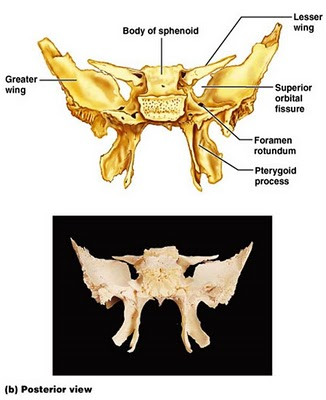 Lesser
wing
Body of sphenoid
Greater
wing
Superior
orbital
fissure
Foramen
rotundum
Pterygoid
process
(b) Posterior view